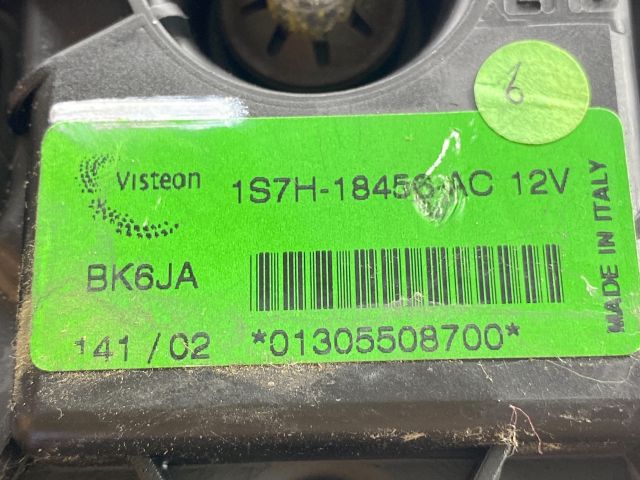 6
Visteon
1S7H-18456-AC 12V
BK6JA
141 / 02
*01305508700*
MADE IN ITALY